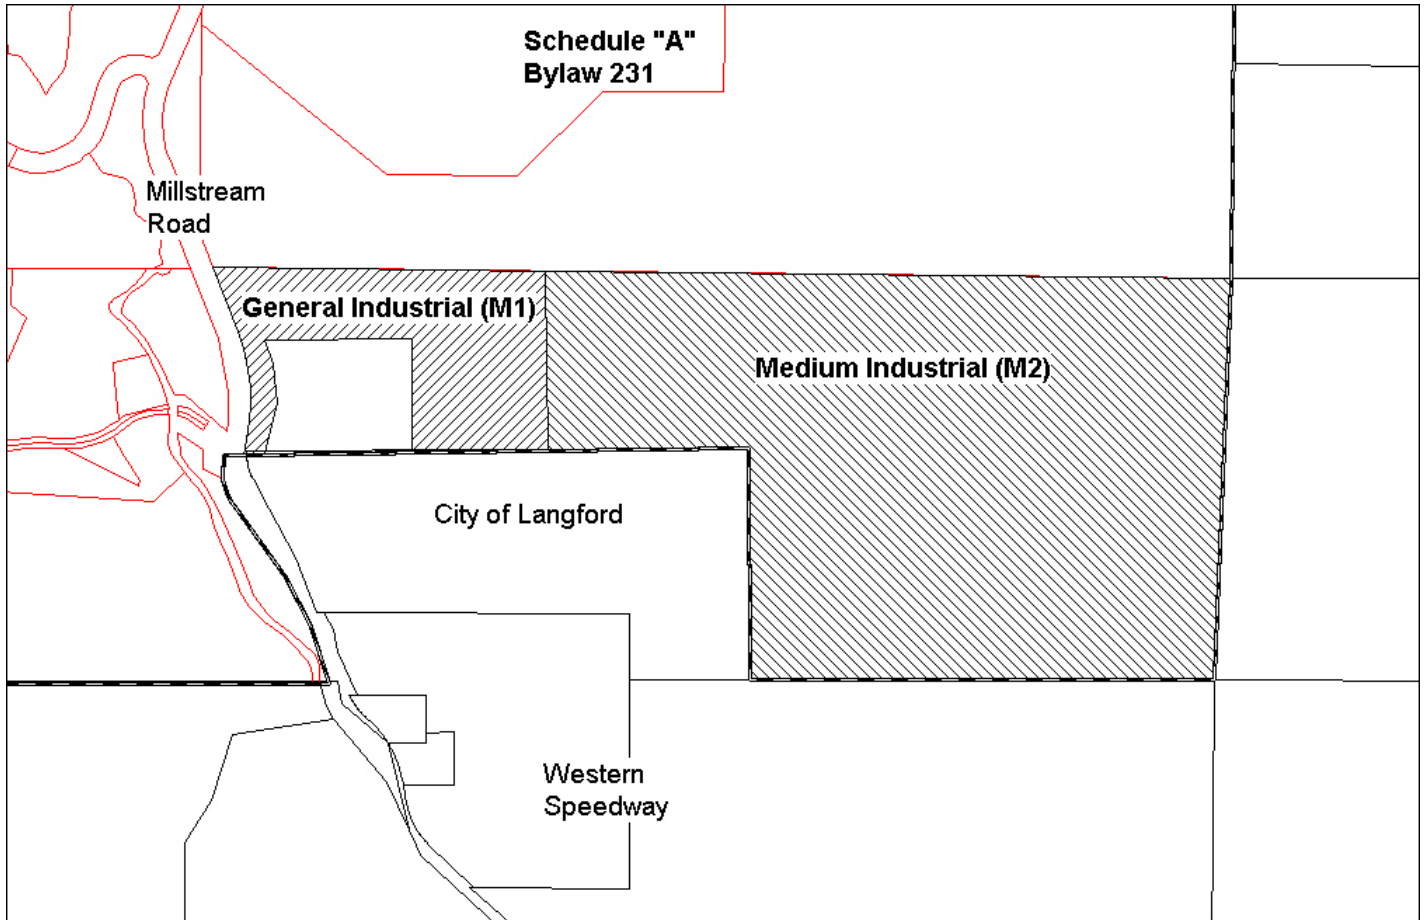 Schedule "A"
Bylaw 231
Millstream
Road
General Industrial (M1)
Medium Industrial (M2)
City of Langford
Western
Speedway